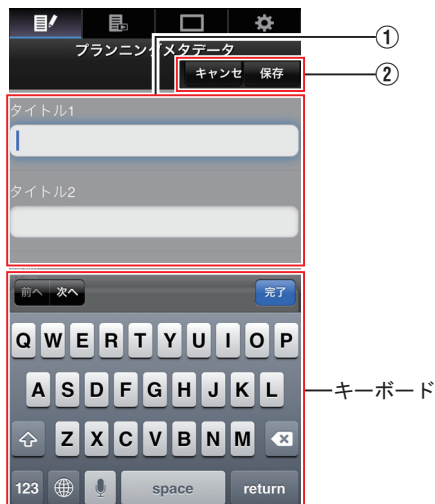 プランニングメタデータ
①
キャンセ 保存
②
タイトル1
タイトル2
前へ 次へ 完了
Q W E R T Y U I O P
A S D F G H J K L
キーボード
Z X C V B N M
123 space return